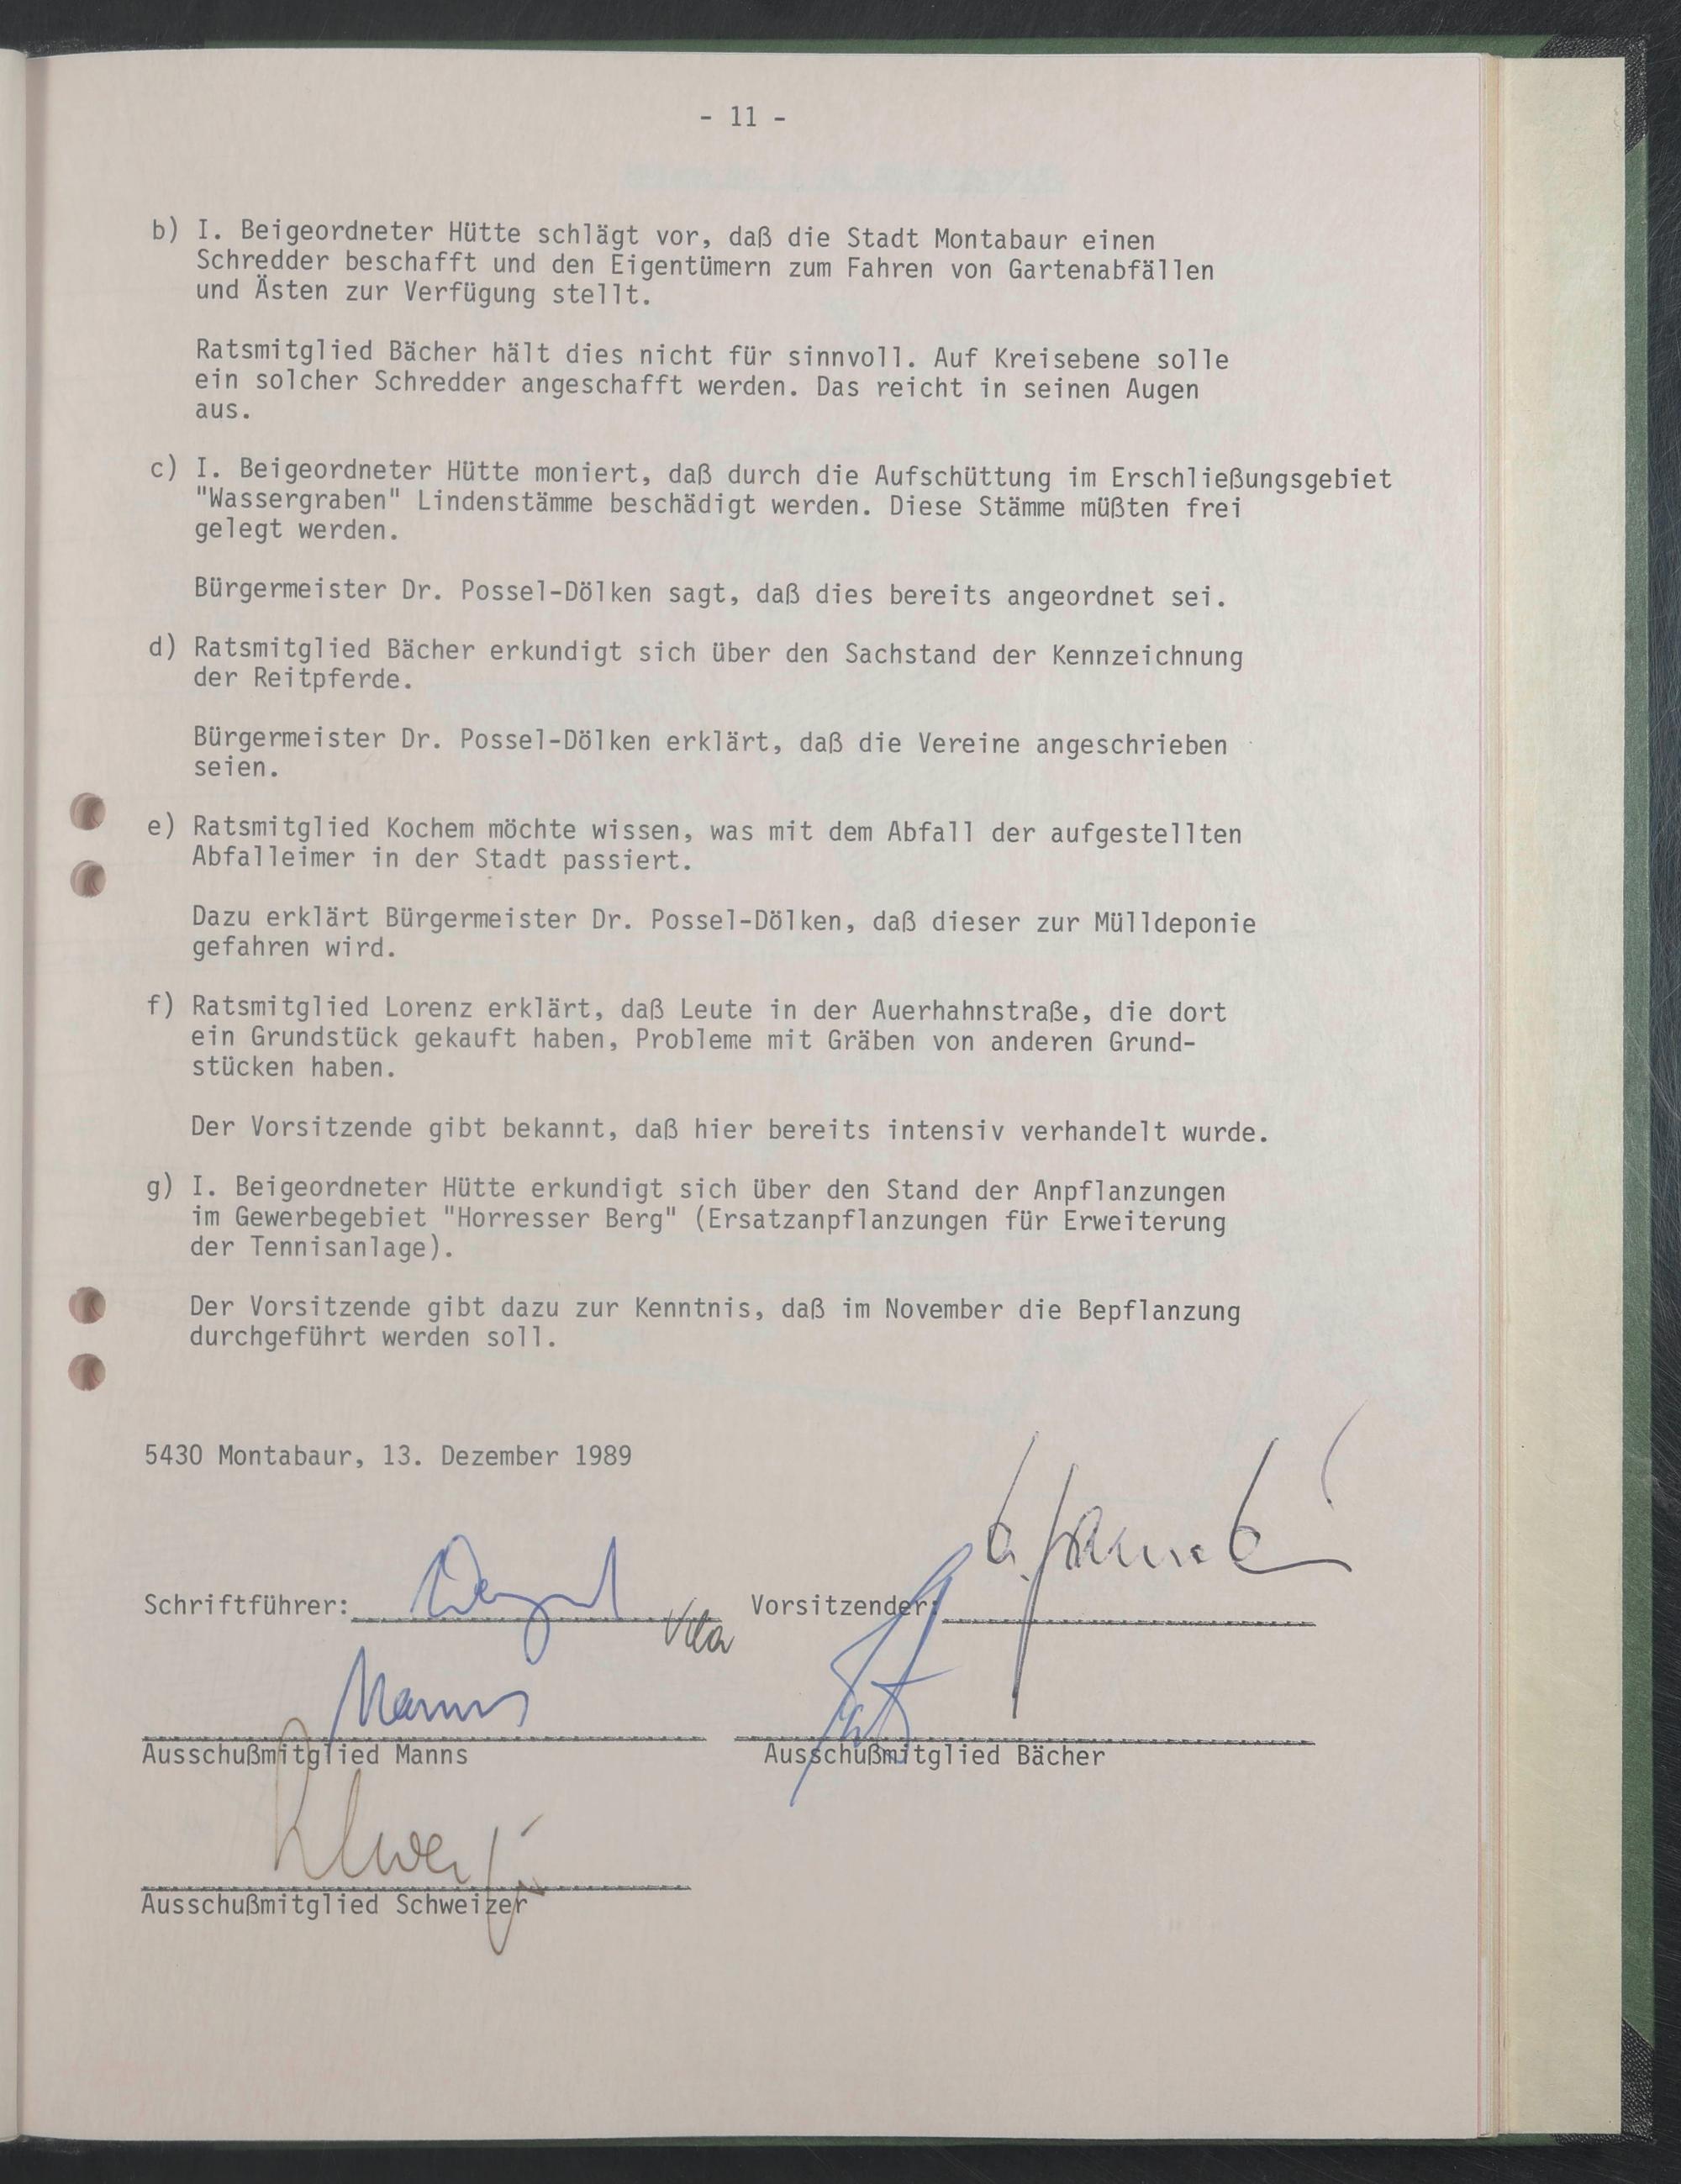 - 11 -
b) I. Beigeordneter Hütte schlägt vor, daß die Stadt Montabaur einen
Schredder beschafft und den Eigentümern zum Fahren von Gartenabfällen
und Ästen zur Verfügung stellt.
Ratsmitglied Bächer hält dies nicht für sinnvoll. Auf Kreisebene solle
ein solcher Schredder angeschafft werden. Das reicht in seinen Augen
aus.
c) I. Beigeordneter Hütte moniert, daß durch die Aufschüttung im Erschließungsgebiet
"Wassergraben" Lindenstämme beschädigt werden. Diese Stämme müßten frei
gelegt werden.
Bürgermeister Dr. Possel-Dölken sagt, daß dies bereits angeordnet sei.
d) Ratsmitglied Bächer erkundigt sich über den Sachstand der Kennzeichnung
der Reitpferde.
Bürgermeister Dr. Possel-Dölken erklärt, daß die Vereine angeschrieben
seien.
e) Ratsmitglied Kochem möchte wissen, was mit dem Abfall der aufgestellten
Abfalleimer in der Stadt passiert.
Dazu erklärt Bürgermeister Dr. Possel-Dölken, daß dieser zur Mülldeponie
gefahren wird.
f) Ratsmitglied Lorenz erklärt, daß Leute in der Auerhahnstraße, die dort
ein Grundstück gekauft haben, Probleme mit Gräben von anderen Grund-
stücken haben.
Der Vorsitzende gibt bekannt, daß hier bereits intensiv verhandelt wurde.
g) I. Beigeordneter Hütte erkundigt sich über den Stand der Anpflanzungen
im Gewerbegebiet "Horresser Berg" (Ersatzanpflanzungen für Erweiterung
der Tennisanlage).
Der Vorsitzende gibt dazu zur Kenntnis, daß im November die Bepflanzung
durchgeführt werden soll.
5430 Montabaur, 13. Dezember 1989
Schriftführer: Vorsitzender:
Manns
Ausschußmitglied Manns Ausschußmitglied Bächer
Ausschußmitglied Schweizer